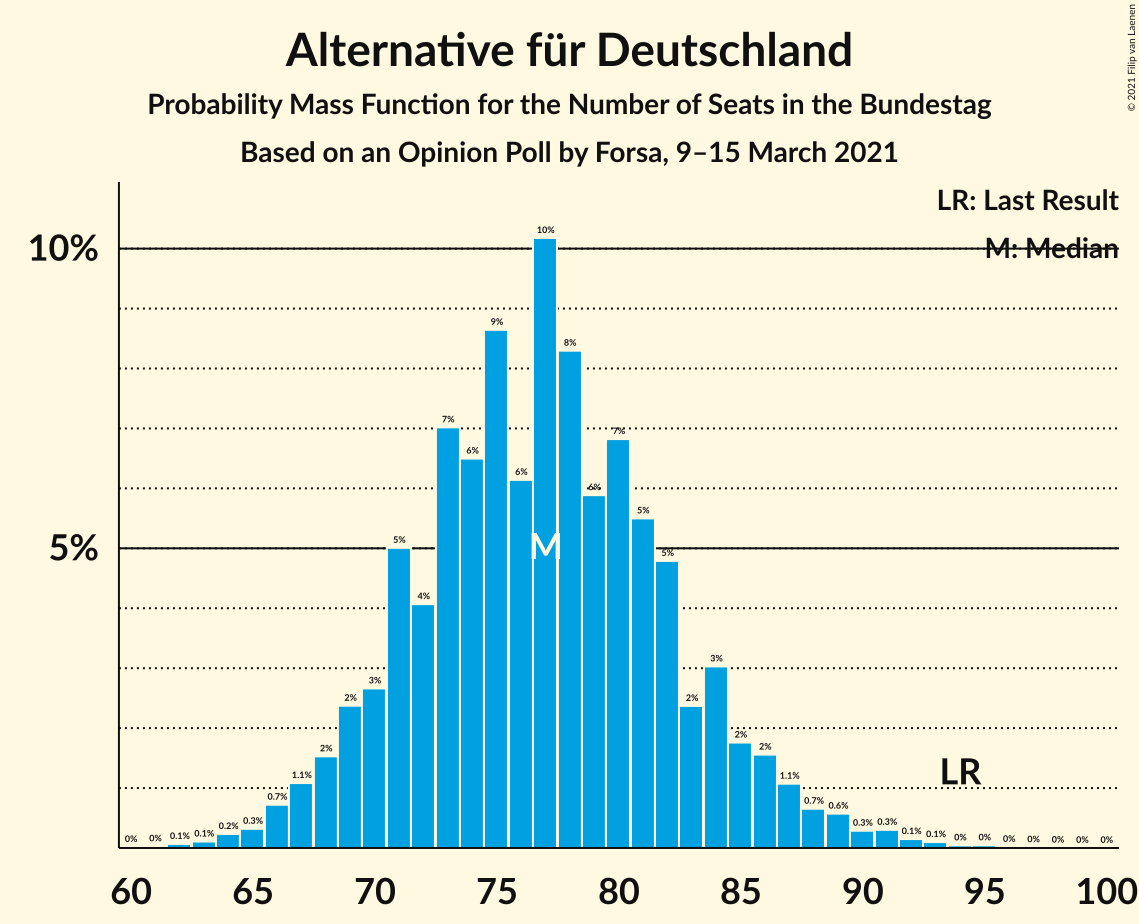 Alternative für Deutschland
Probability Mass Function for the Number of Seats in the Bundestag
Based on an Opinion Poll by Forsa, 9–15 March 2021
© 2021 Filip van Laenen
LR: Last Result
M: Median
10%
5%
0% 0% 0.1% 0.1% 0.2% 0.3% 0.7% 1.1% 2% 2% 3% 5% 4% 7% 6% 9% 6% 10% 8% 6% 7% 5% 5% 2% 3% 2% 2% 1.1% 0.7% 0.6% 0.3% 0.3% 0.1% 0.1% 0% 0% 0% 0% 0% 0% 0%
M
LR
60 65 70 75 80 85 90 95 100